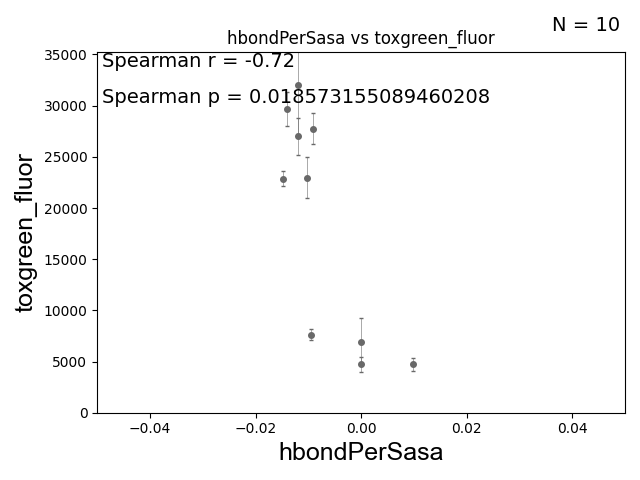 N = 10
hbondPerSasa vs toxgreen_fluor
Spearman r = -0.72
Spearman p = 0.018573155089460208
toxgreen_fluor
35000
30000
25000
20000
15000
10000
5000
0
−0.04 −0.02 0.00 0.02 0.04
hbondPerSasa